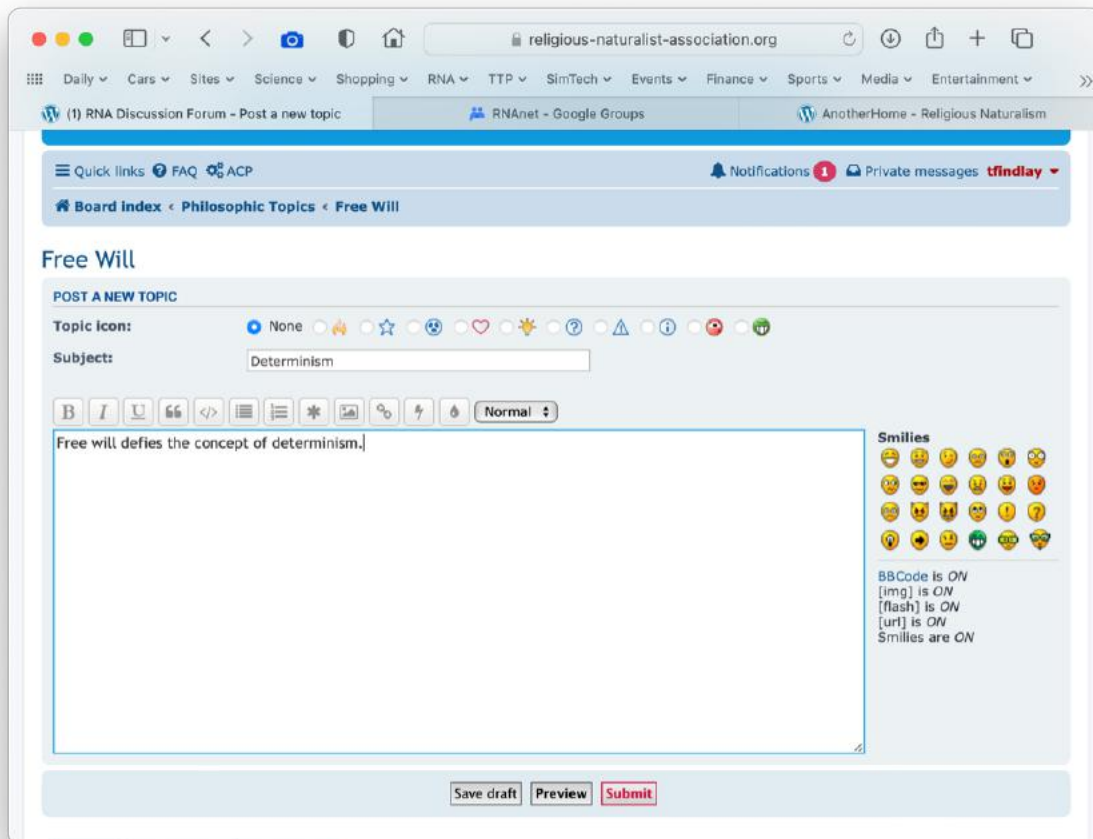 religious-naturalist-association.org
Daily Cars Sites Science Shopping RNA TTP SimTech Events Finance Sports Media Entertainment
(1) RNA Discussion Forum - Post a new topic RNAnet - Google Groups AnotherHome - Religious Naturalism
Quick links FAQ ACP Notifications 1 Private messages tfindlay
Board index < Philosophic Topics < Free Will
Free Will
POST A NEW TOPIC
Topic icon: None
Subject: Determinism
B I U Normal
Free will defies the concept of determinism.
Smilies
BBCode is ON
[img] is ON
[flash] is ON
[url] is ON
Smilies are ON
Save draft Preview Submit